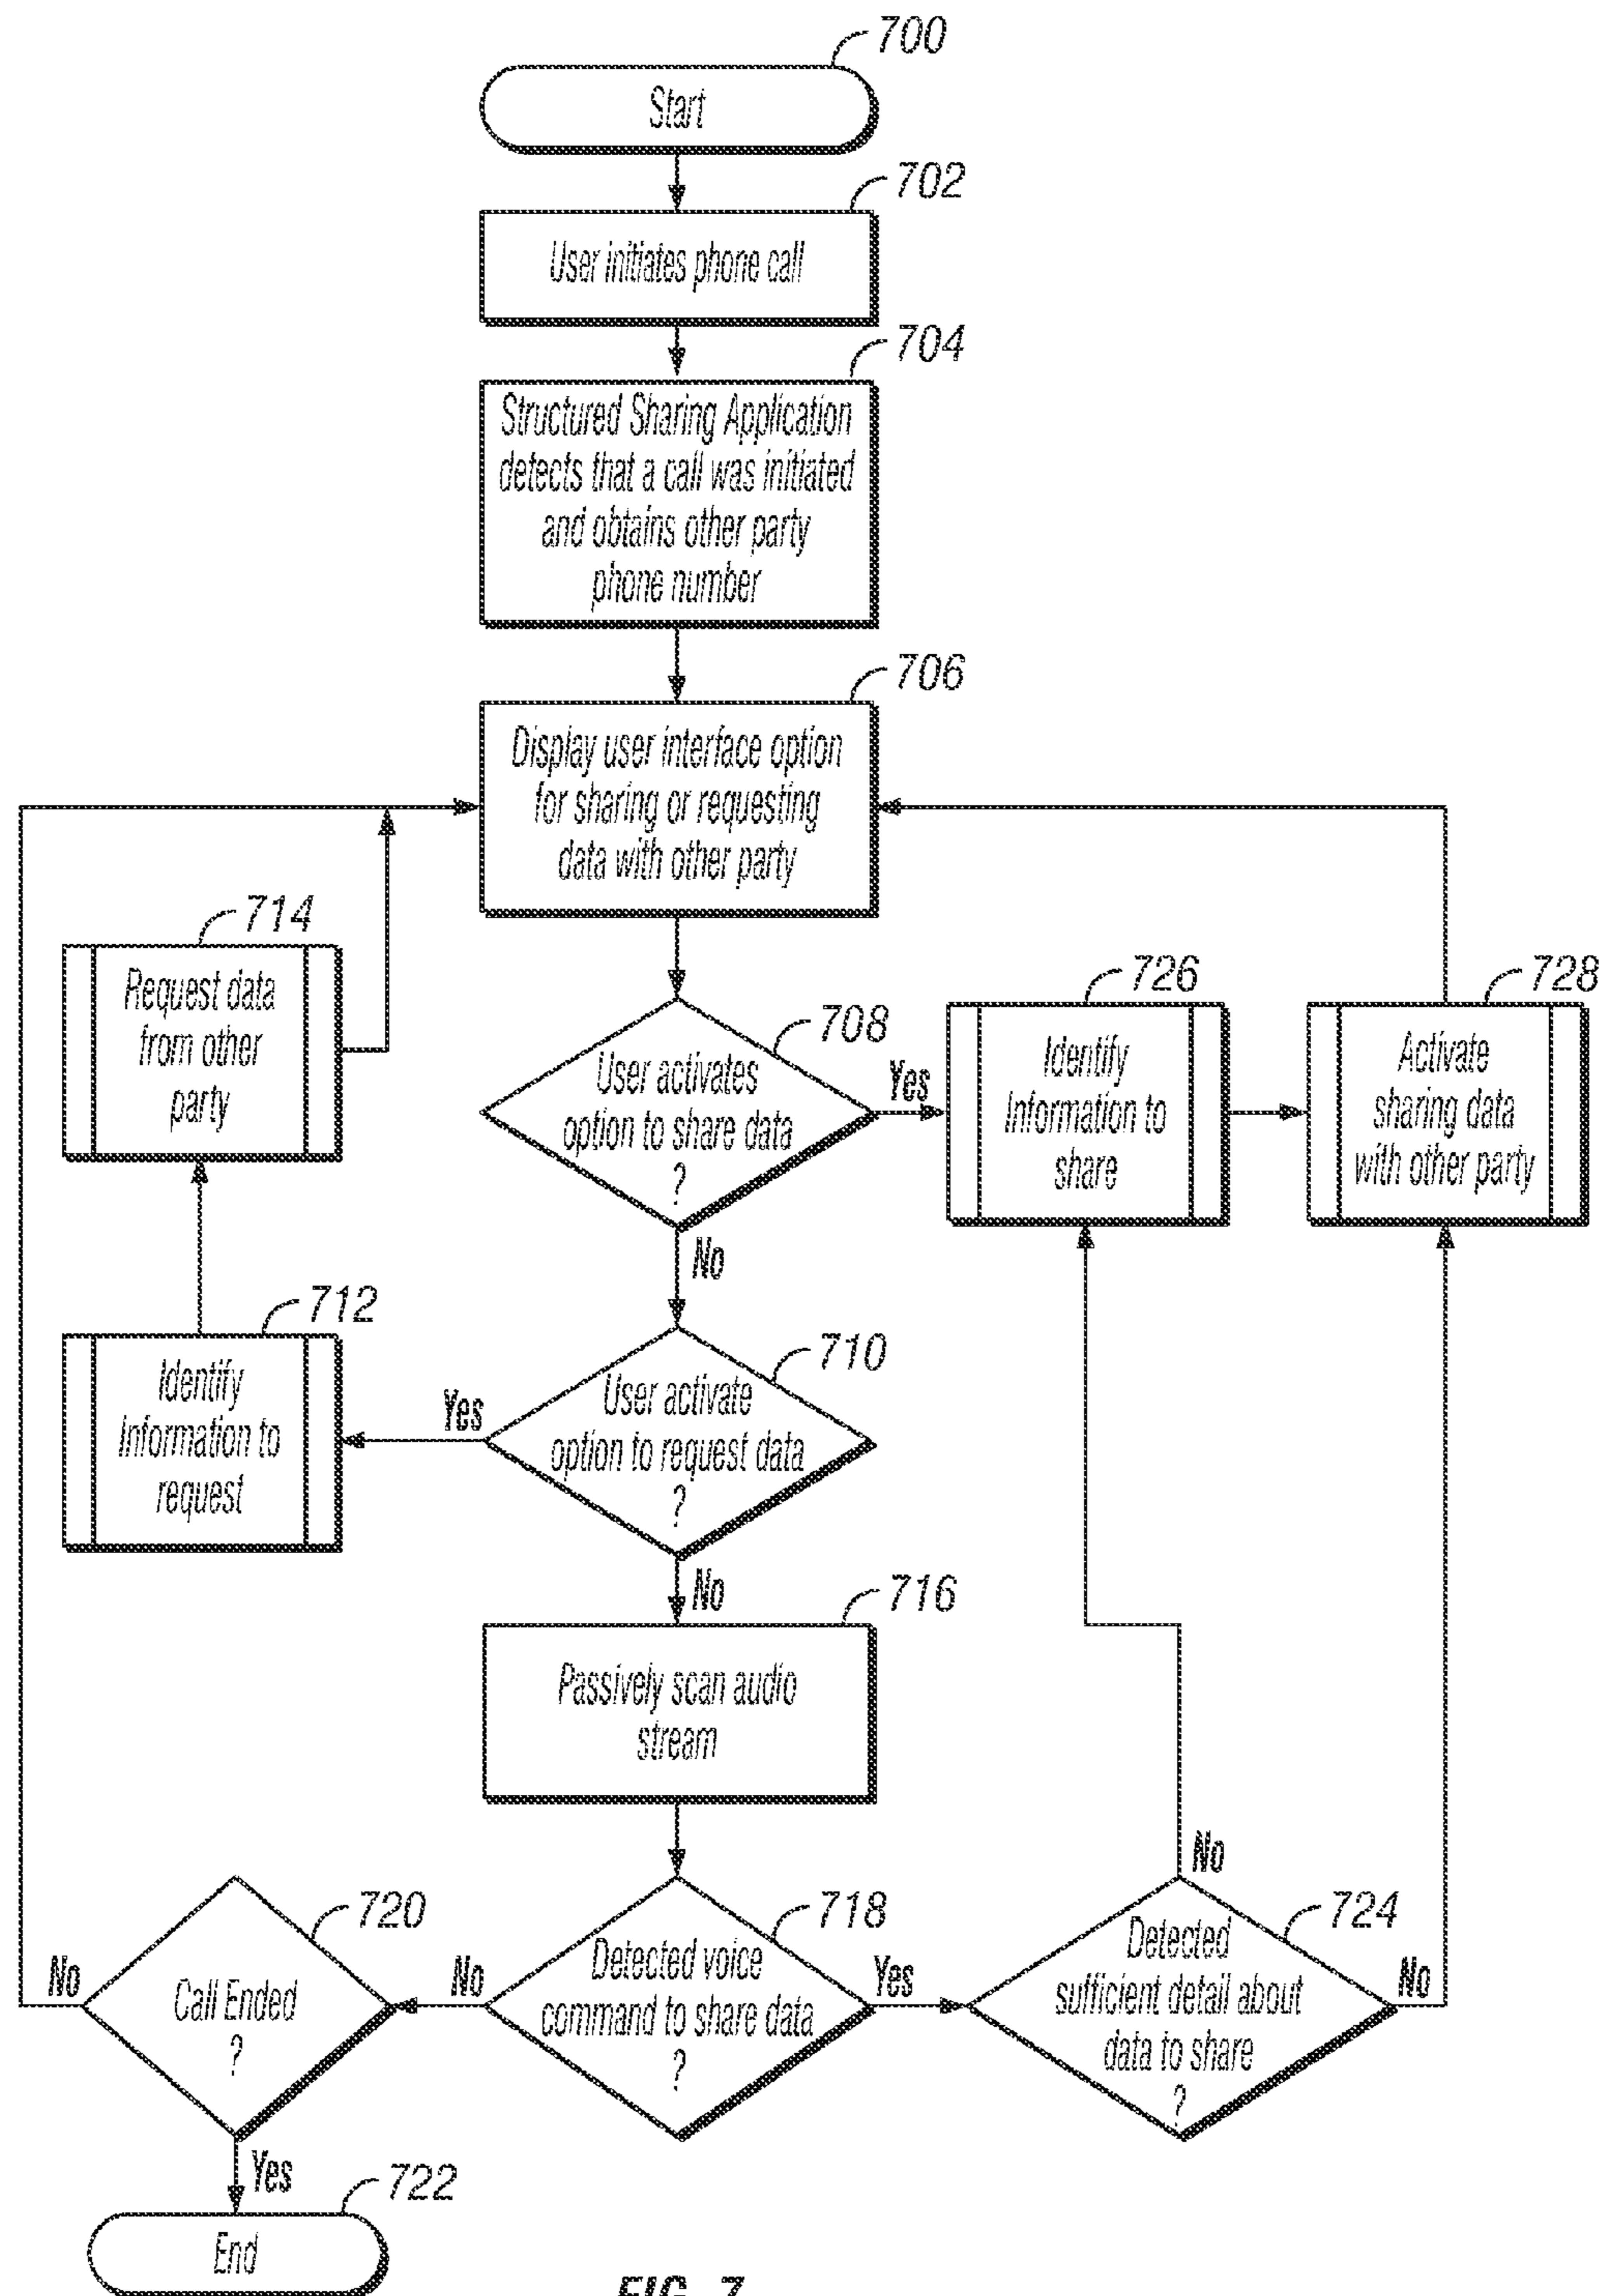 700
Start
702
User initiates phone call
704
Structured Sharing Application
detects that a call was initiated
and obtains other party
phone number
706
Display user interface option
for sharing or requesting
data with other party
714
Request data
from other
party
708
User activates
option to share data
?
Yes
726
Identify
Information to
share
728
Activate
sharing data
with other party
No
712
Identify
Information to
request
Yes
710
User activate
option to request data
?
No
716
Passively scan audio
stream
No
720
Call Ended
?
No
718
Detected voice
command to share data
?
Yes
No
724
Detected
sufficient detail about
data to share
?
No
Yes
722
End
FIG. 7